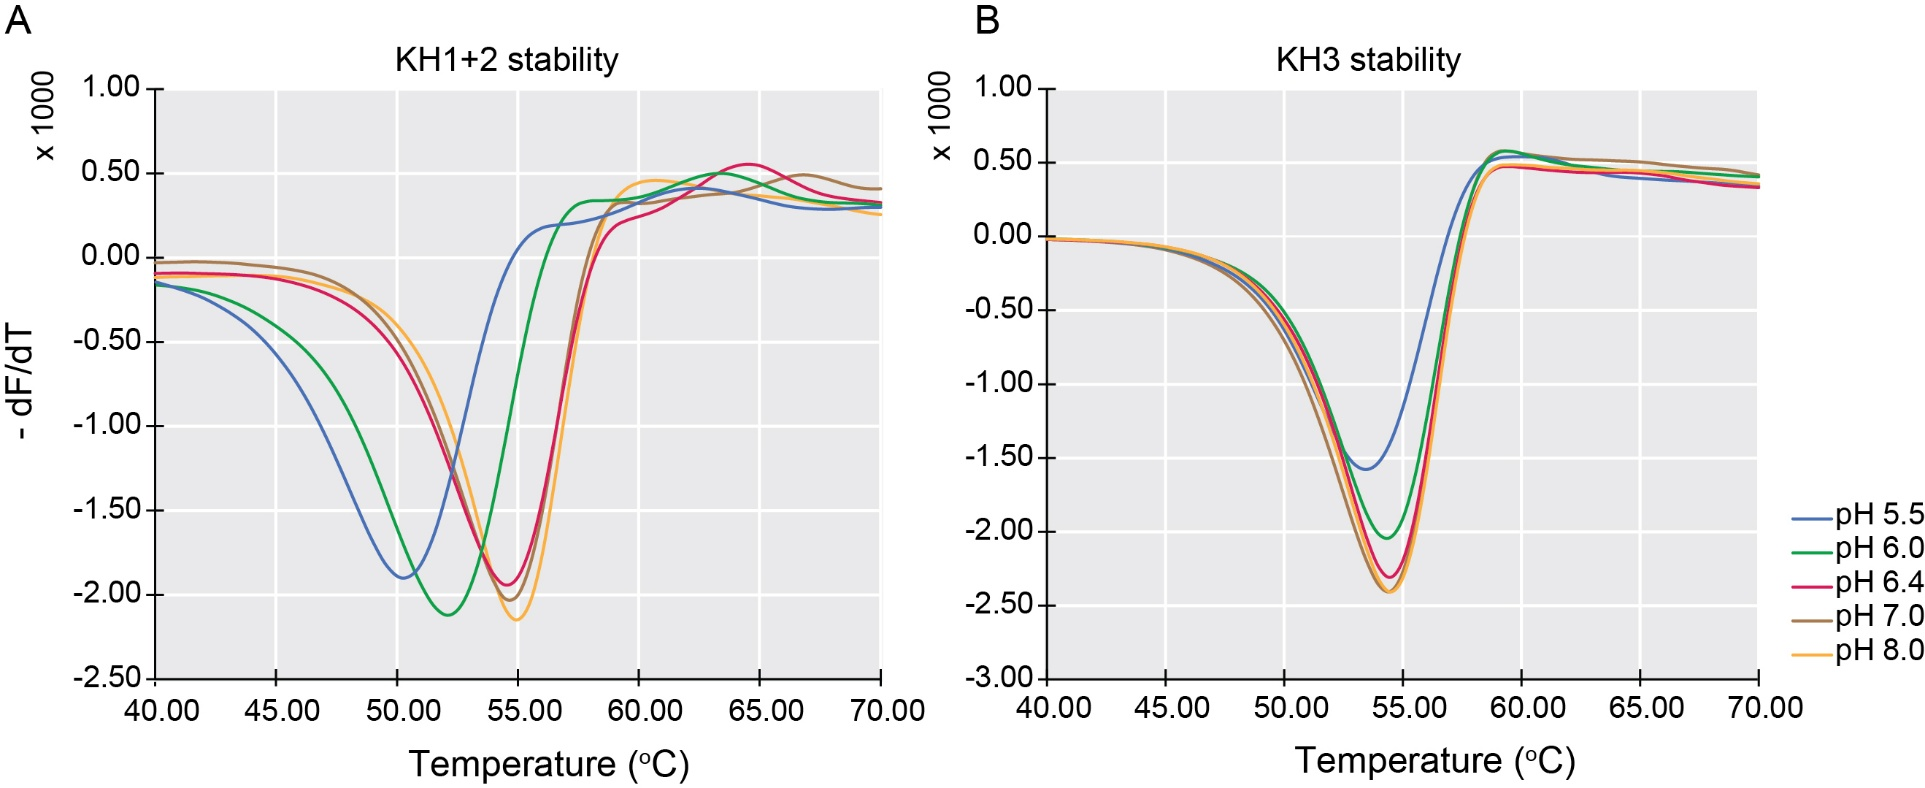 A
KH1+2 stability
x 1000
- dF/dT
1.00
0.50
0.00
-0.50
-1.00
-1.50
-2.00
-2.50
40.00 45.00 50.00 55.00 60.00 65.00 70.00
Temperature (°C)
B
KH3 stability
x 1000
1.00
0.50
0.00
-0.50
-1.00
-1.50
-2.00
-2.50
-3.00
40.00 45.00 50.00 55.00 60.00 65.00 70.00
Temperature (°C)
pH 5.5
pH 6.0
pH 6.4
pH 7.0
pH 8.0